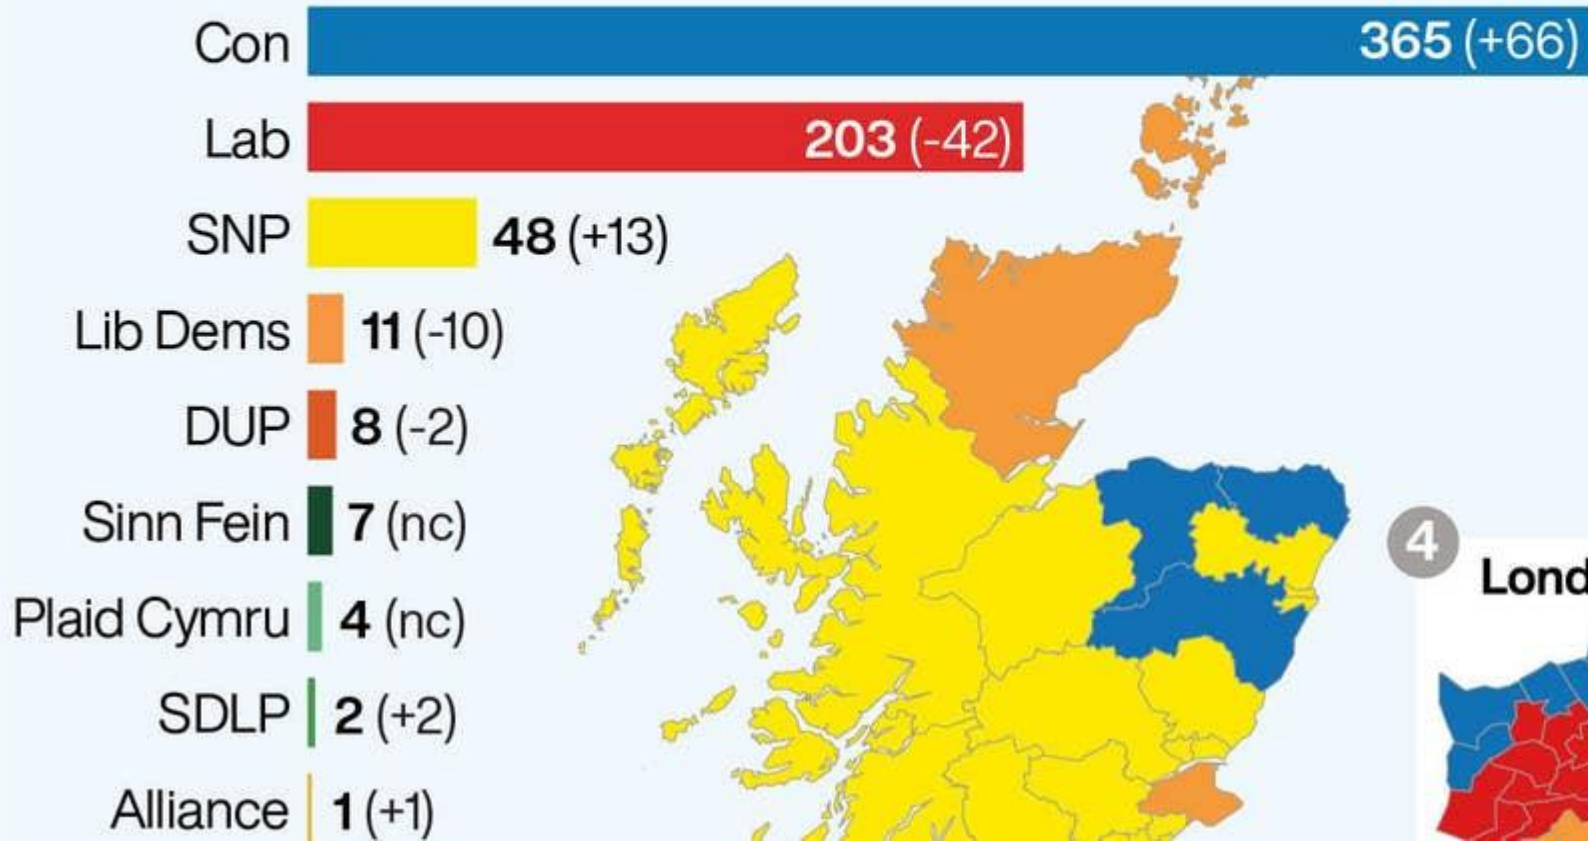 Con 365 (+66)
Lab 203 (-42)
SNP 48 (+13)
Lib Dems 11 (-10)
DUP 8 (-2)
Sinn Fein 7 (nc)
Plaid Cymru 4 (nc)
SDLP 2 (+2)
Alliance 1 (+1)
4
Lond